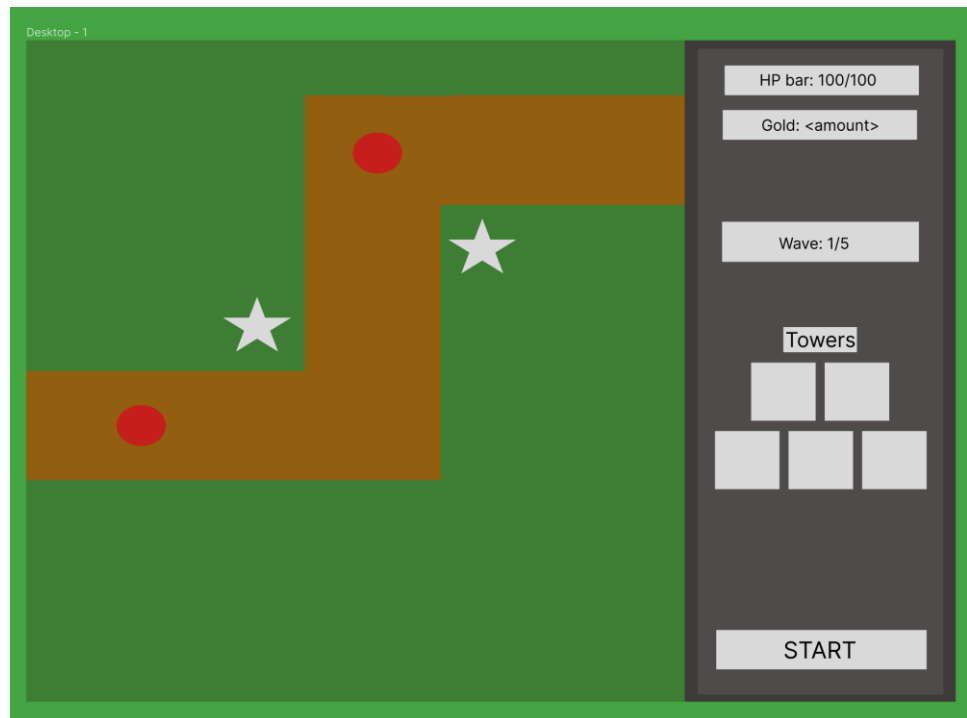 Desktop - 1
HP bar: 100/100
Gold: <amount>
Wave: 1/5
Towers
START